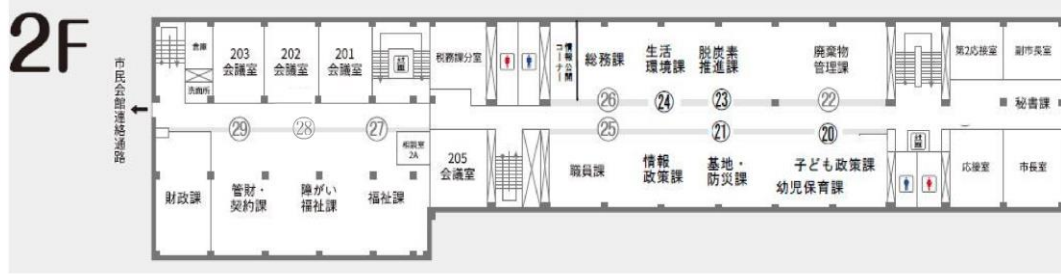 2F
市民会館連絡通路
倉庫
洗面所
203
会議室
202
会議室
201
会議室
税務課分室
情報公開
コーナー
総務課
生活
環境課
脱炭素
推進課
廃棄物
管理課
第2応接室
副市長室
秘書課
㉖
㉔
㉓
㉒
㉙
㉘
㉗
㉕
㉑
⑳
相談室
2A
205
会議室
財政課
管財・
契約課
障がい
福祉課
福祉課
職員課
情報
政策課
基地・
防災課
子ども政策課
幼児保育課
応接室
市長室